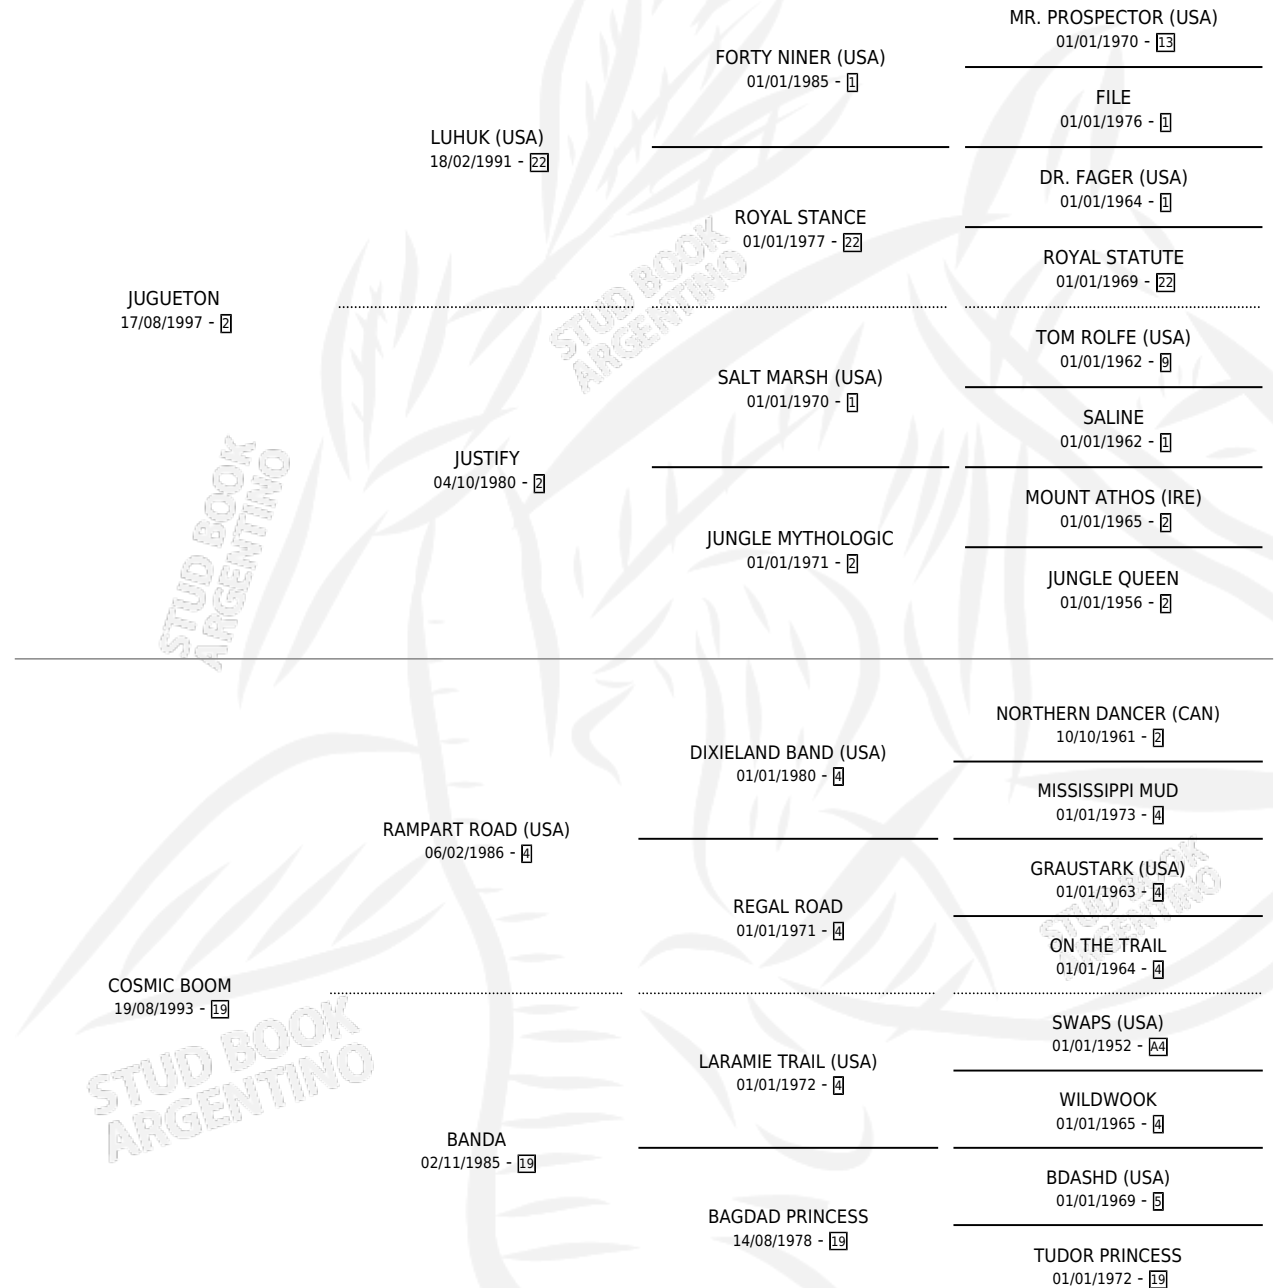 MR. PROSPECTOR (USA)
01/01/1970 - 13
FORTY NINER (USA)
01/01/1985 - 1
FILE
01/01/1976 - 1
LUHUK (USA)
18/02/1991 - 22
DR. FAGER (USA)
01/01/1964 - 1
ROYAL STANCE
01/01/1977 - 22
ROYAL STATUTE
01/01/1969 - 22
JUGUETON
17/08/1997 - 2
STUD BOOK
ARGENTINO
TOM ROLFE (USA)
01/01/1962 - 9
SALT MARSH (USA)
01/01/1970 - 1
SALINE
01/01/1962 - 1
JUSTIFY
04/10/1980 - 2
MOUNT ATHOS (IRE)
01/01/1965 - 2
JUNGLE MYTHOLOGIC
01/01/1971 - 2
JUNGLE QUEEN
01/01/1956 - 2
STUD BOOK
ARGENTINO
NORTHERN DANCER (CAN)
10/10/1961 - 2
DIXIELAND BAND (USA)
01/01/1980 - 4
MISSISSIPPI MUD
01/01/1973 - 4
RAMPART ROAD (USA)
06/02/1986 - 4
GRAUSTARK (USA)
01/01/1963 - 4
STUD BOOK
ARGENTINO
REGAL ROAD
01/01/1971 - 4
ON THE TRAIL
01/01/1964 - 4
COSMIC BOOM
19/08/1993 - 19
STUD BOOK
ARGENTINO
SWAPS (USA)
01/01/1952 - A4
LARAMIE TRAIL (USA)
01/01/1972 - 4
WILDWOOK
01/01/1965 - 4
BANDA
02/11/1985 - 19
BDASHD (USA)
01/01/1969 - 5
BAGDAD PRINCESS
14/08/1978 - 19
TUDOR PRINCESS
01/01/1972 - 19